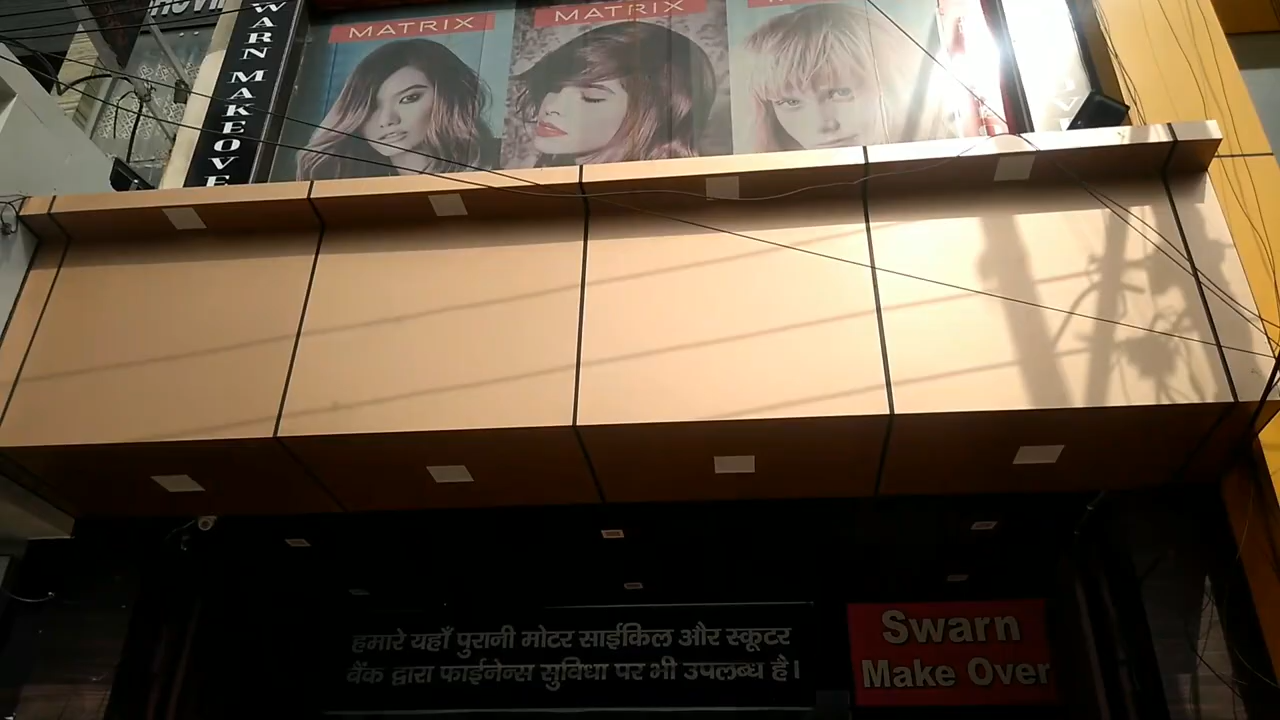 MATRIX
MATRIX
WARN MAKEOVE
हमारे यहाँ पुरानी मोटर साईकिल और स्कूटर
बैंक द्वारा फाईनेन्स सुविधा पर भी उपलब्ध है।
Swarn
Make Over